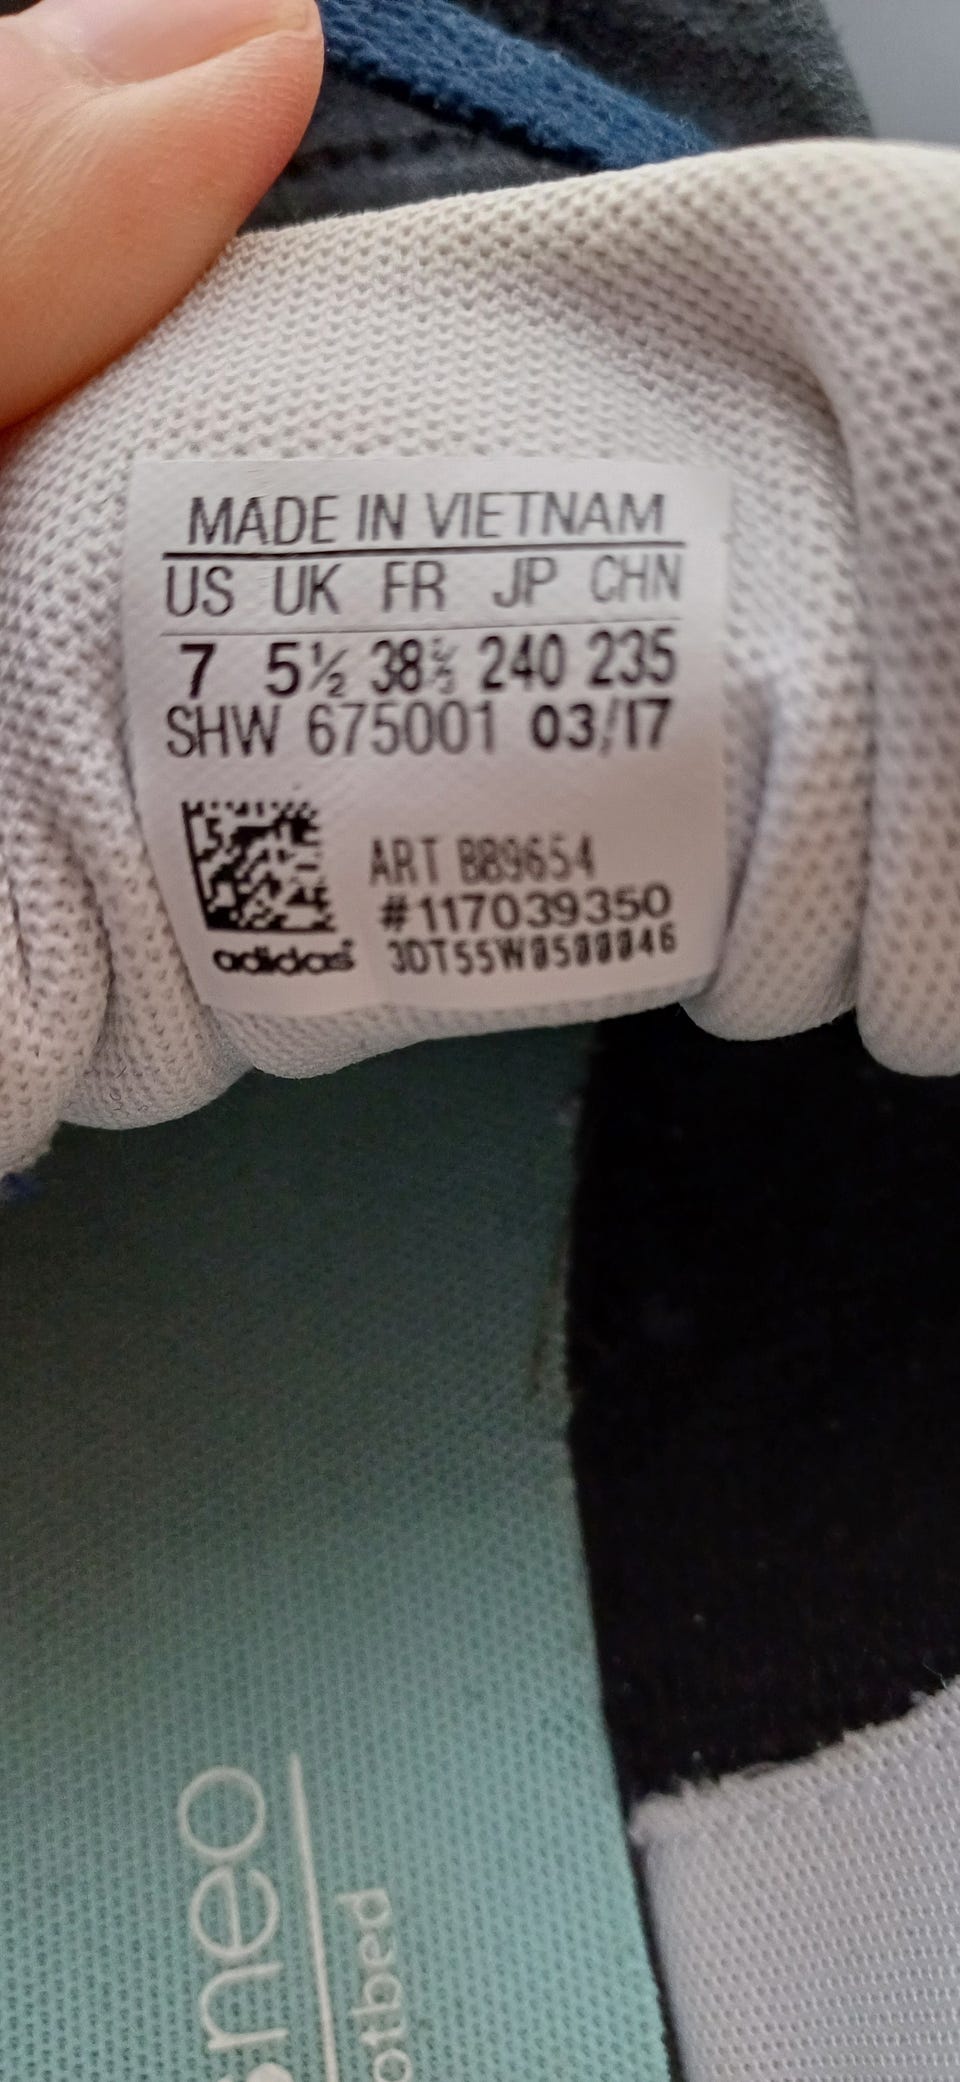 MADE IN VIETNAM
US UK FR JP CHN
7 5½ 38⅔ 240 235
SHW 675001 03/17
ART BB9654
#117039350
adidas 3DT55W0500046
neo
otbed